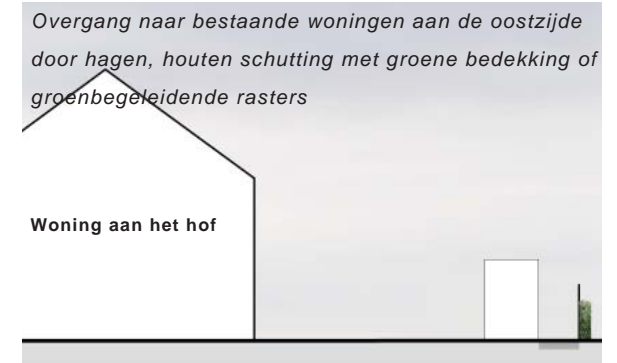 Overgang naar bestaande woningen aan de oostzijde
door hagen, houten schutting met groene bedekking of
groenbegeleidende rasters
Woning aan het hof